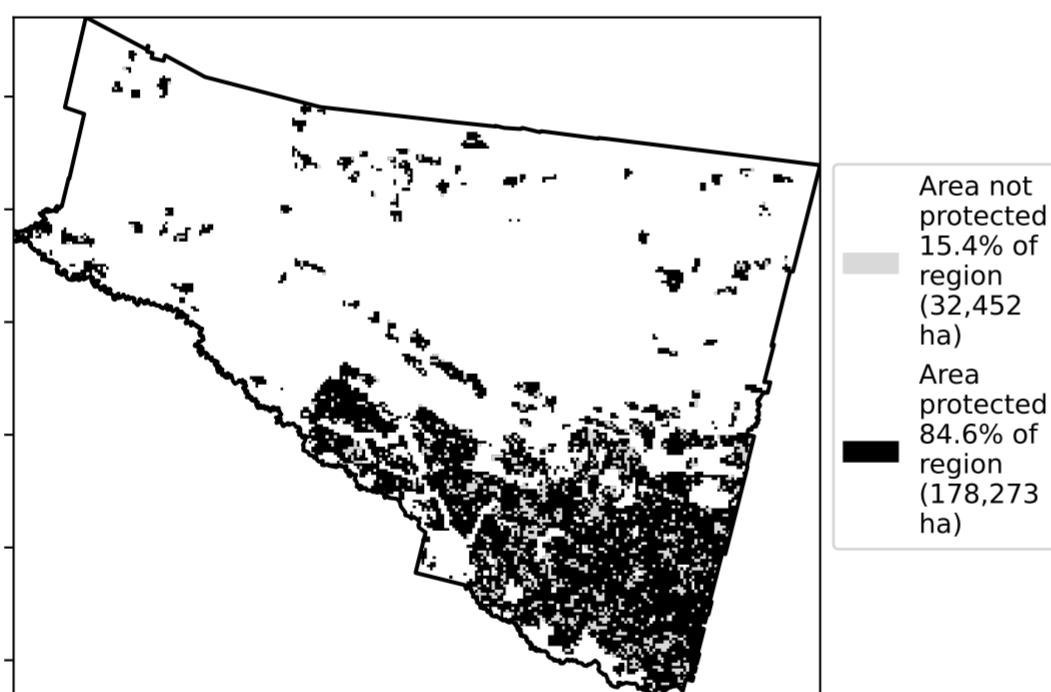 Area not
protected
15.4% of
region
(32,452
ha)
Area
protected
84.6% of
region
(178,273
ha)